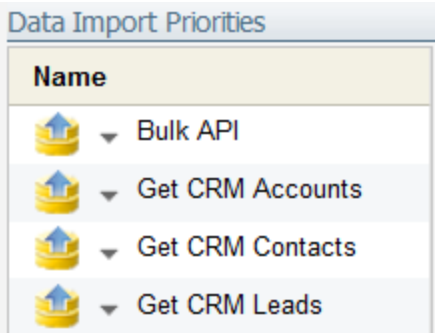 Data Import Priorities
Name
Bulk API
Get CRM Accounts
Get CRM Contacts
Get CRM Leads